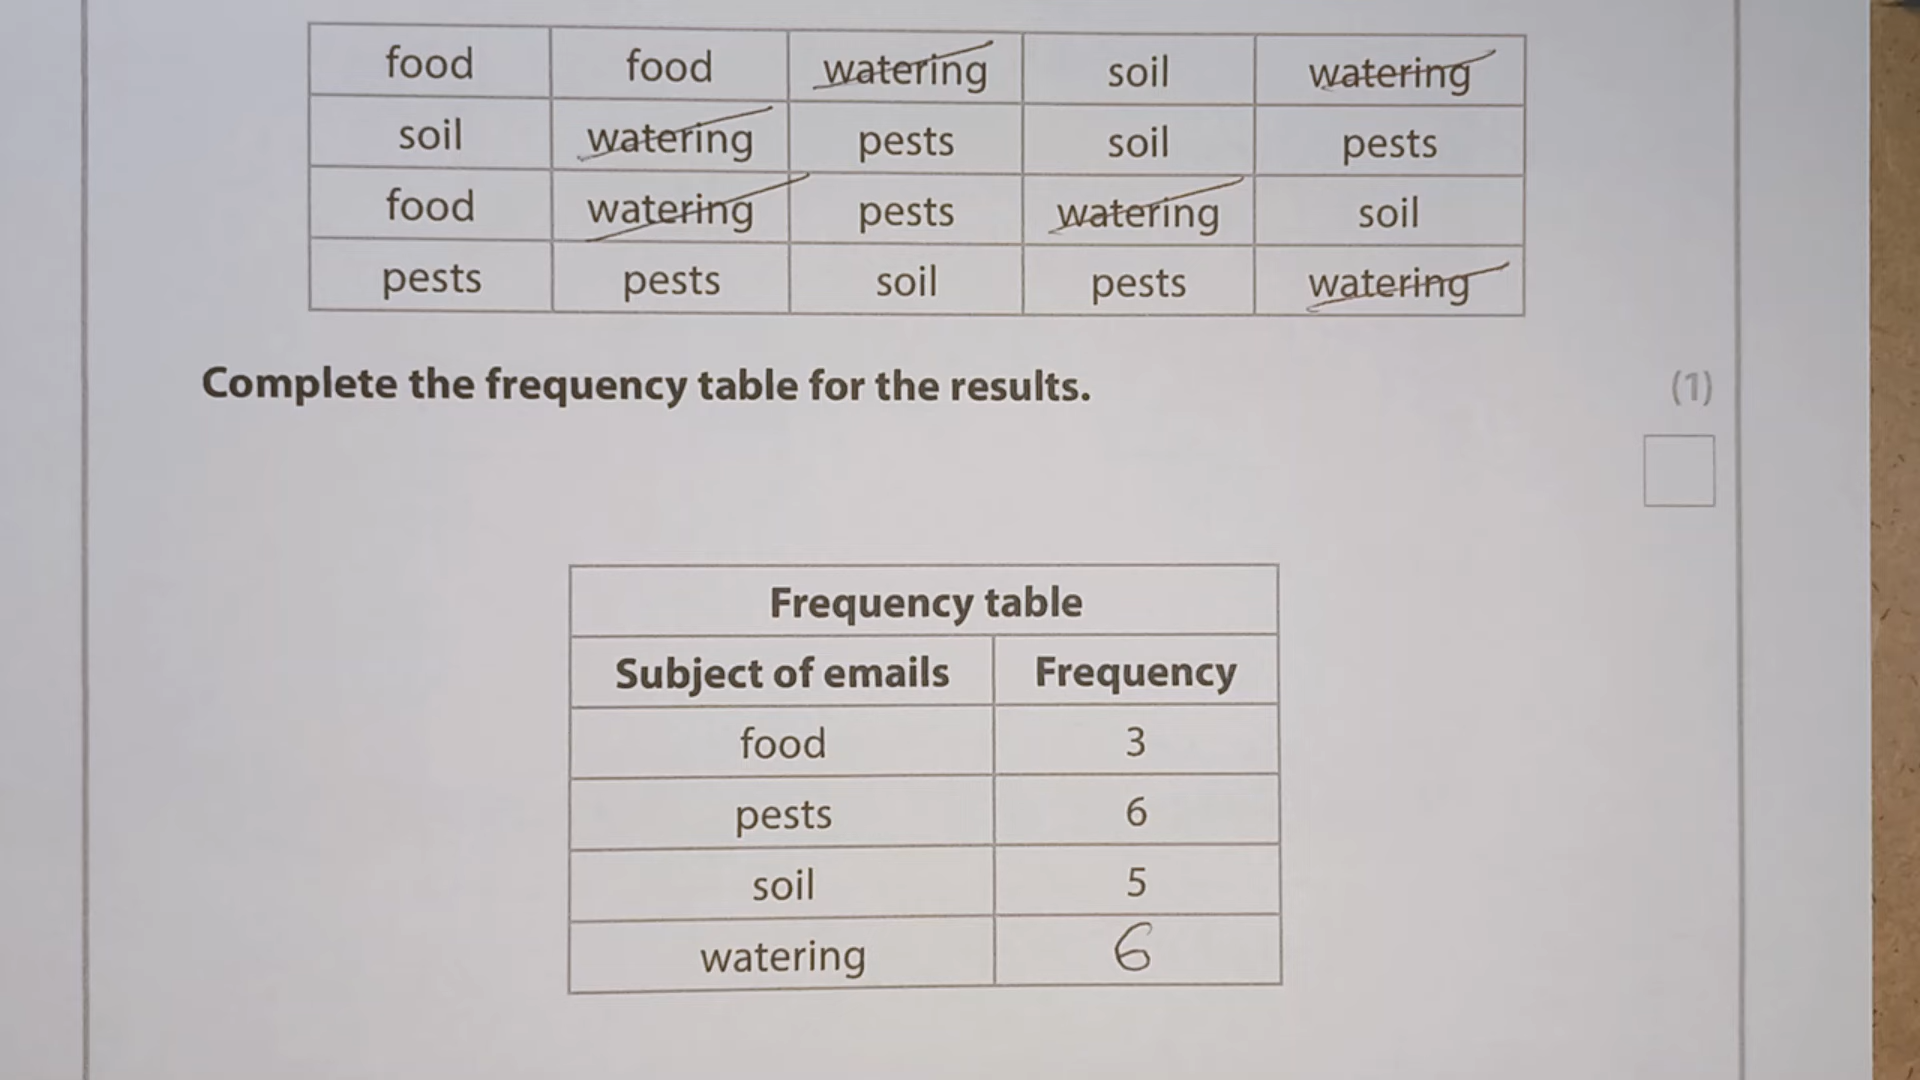 food food watering soil watering
soil watering pests soil pests
food watering pests watering soil
pests pests soil pests watering
Complete the frequency table for the results.
(1)
Frequency table
Subject of emails Frequency
food 3
pests 6
soil 5
watering 6